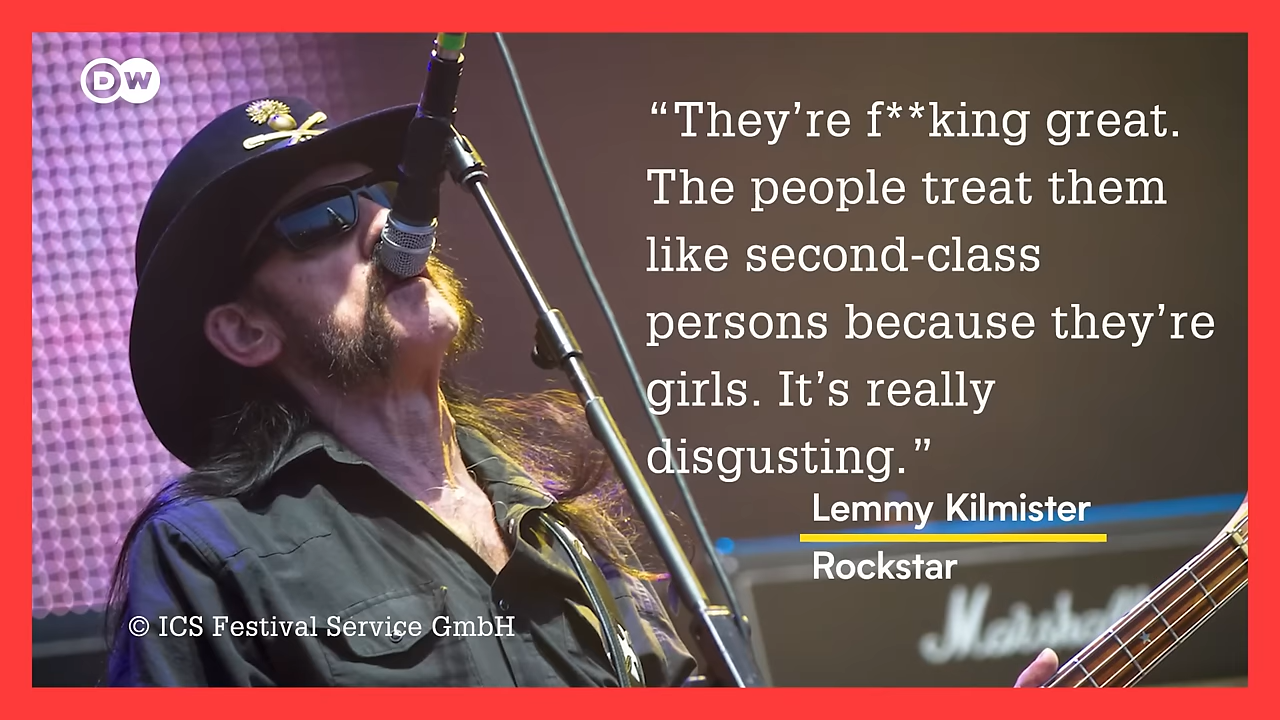 DW
“They’re f**king great.
The people treat them
like second-class
persons because they’re
girls. It’s really
disgusting.”
Lemmy Kilmister
Rockstar
Marshall
© ICS Festival Service GmbH